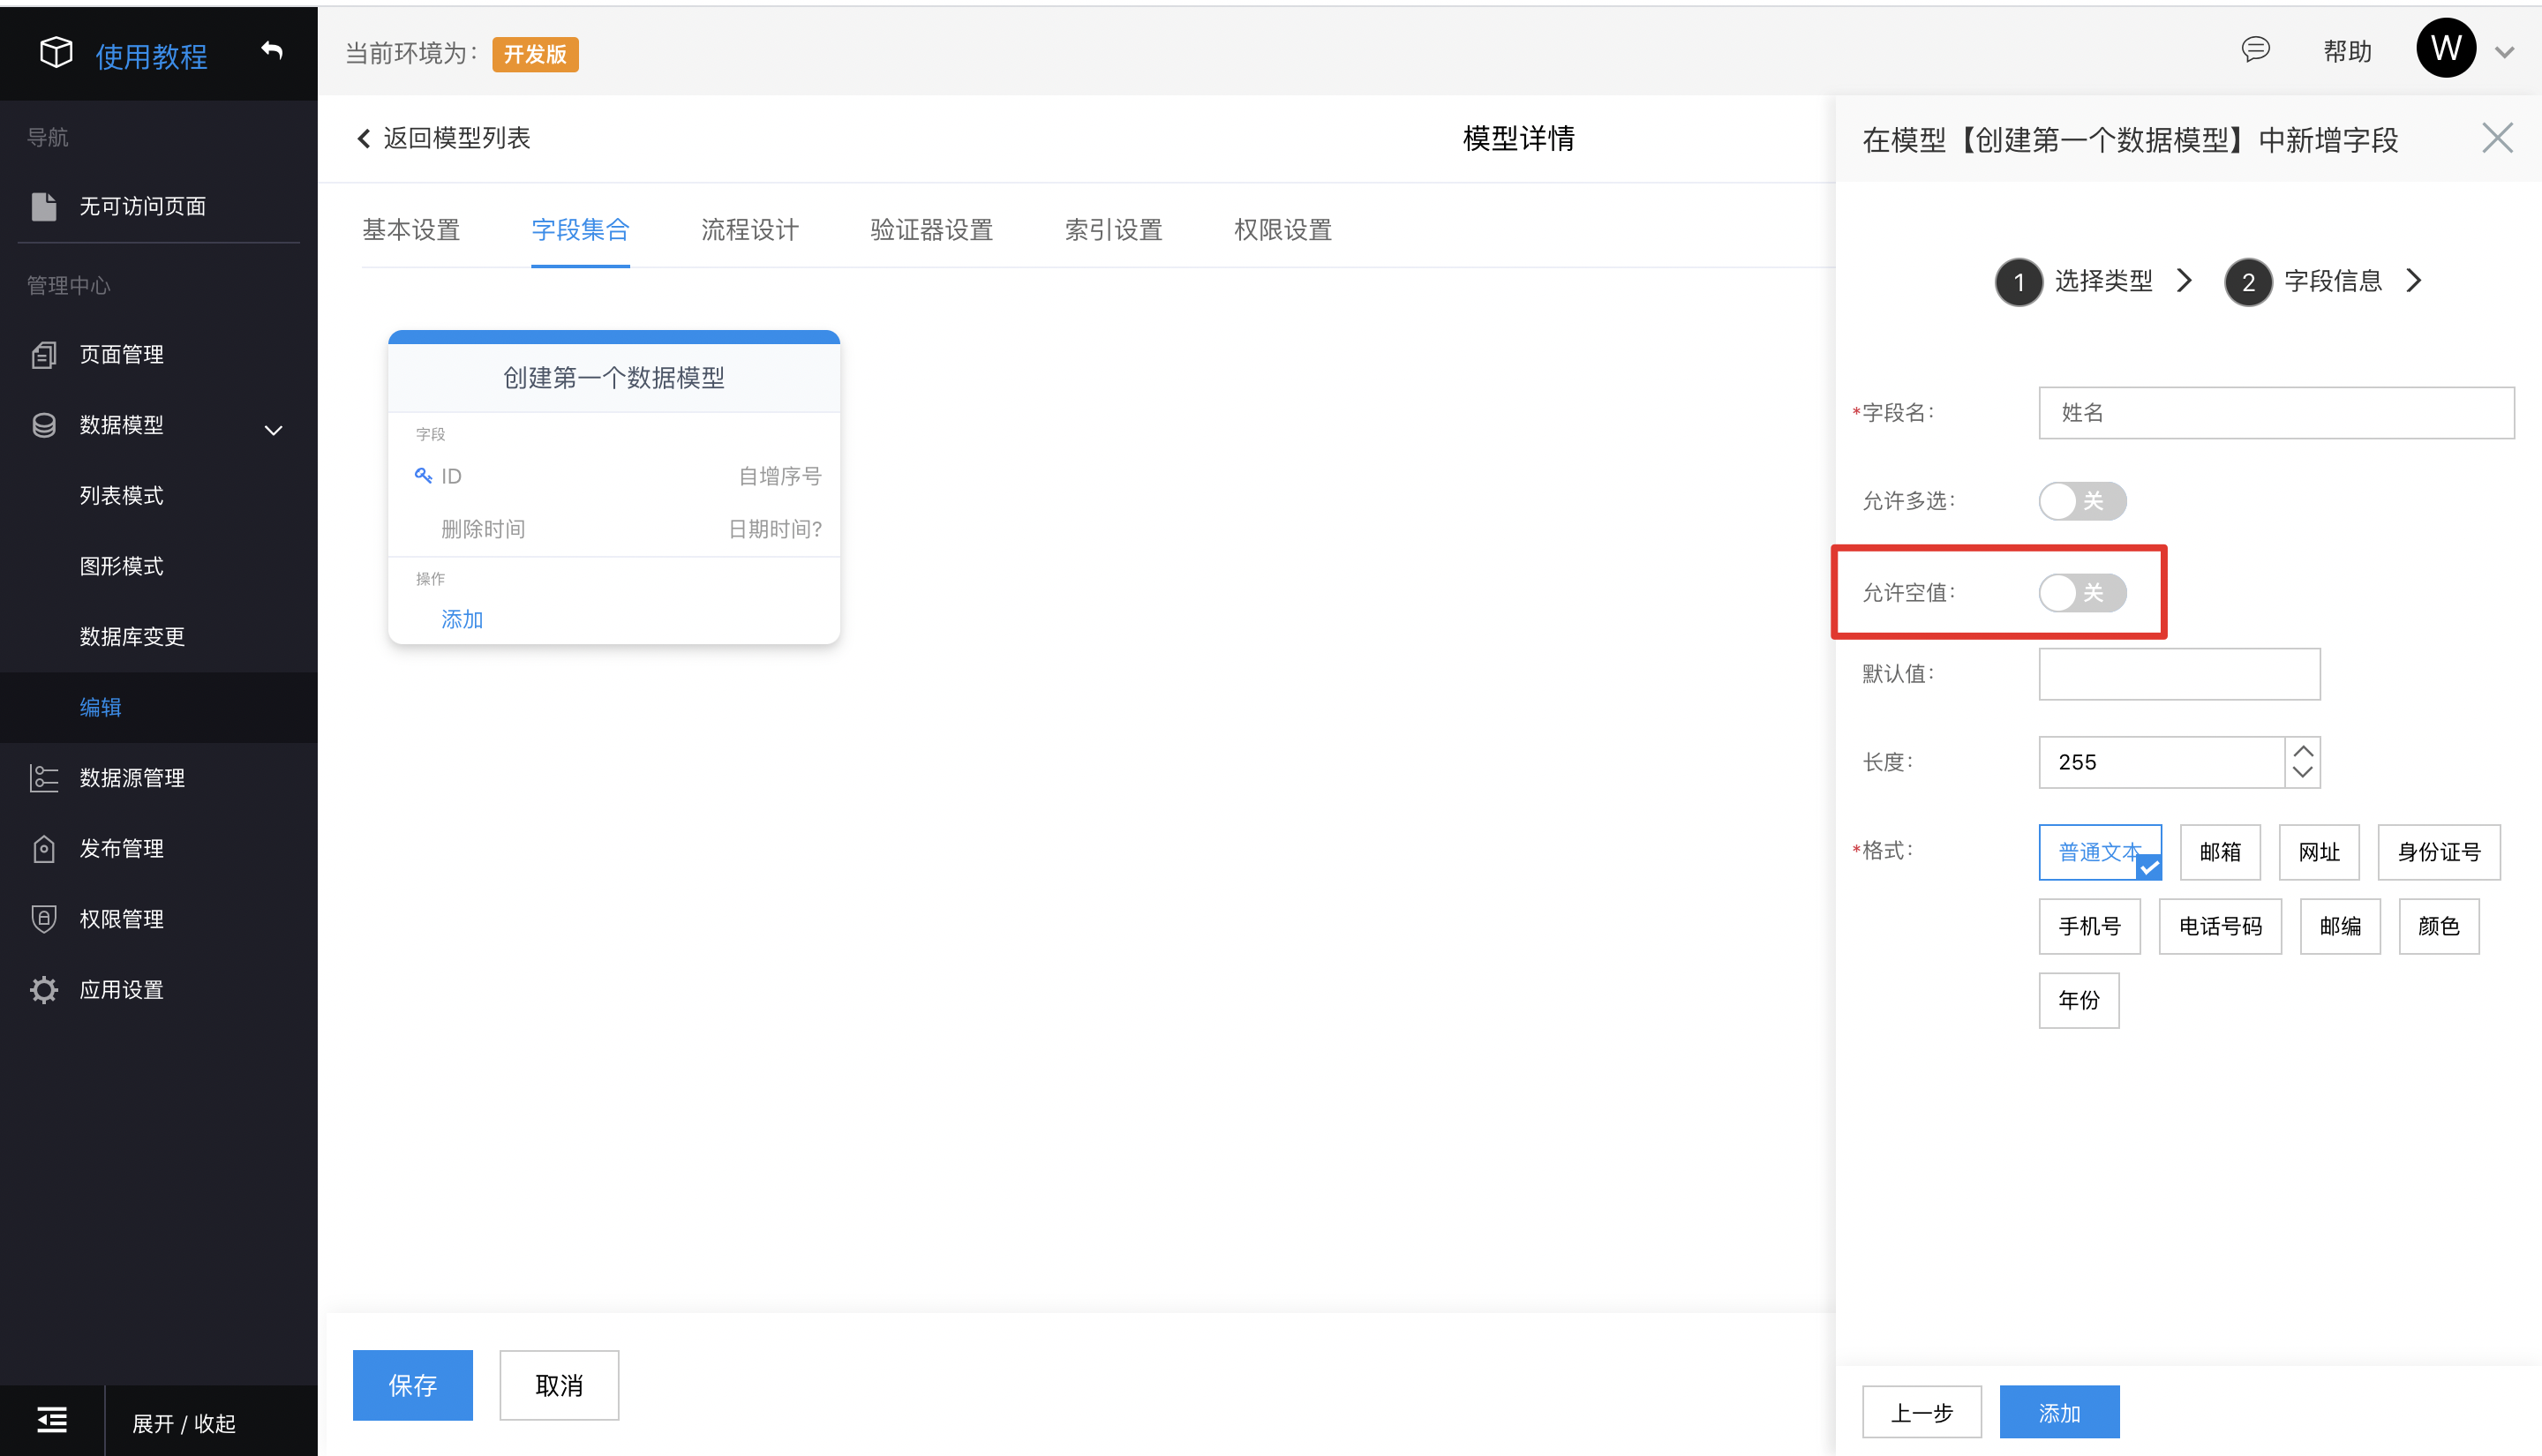 使用教程
当前环境为: 开发版
帮助
W
导航
无可访问页面
管理中心
页面管理
数据模型
列表模式
图形模式
数据库变更
编辑
数据源管理
发布管理
权限管理
应用设置
展开 / 收起
返回模型列表
模型详情
基本设置 字段集合 流程设计 验证器设置 索引设置 权限设置
创建第一个数据模型
字段
ID 自增序号
删除时间 日期时间?
操作
添加
保存 取消
在模型【创建第一个数据模型】中新增字段
1 选择类型 2 字段信息
*字段名: 姓名
允许多选: 关
允许空值: 关
默认值:
长度: 255
*格式: 普通文本 邮箱 网址 身份证号
手机号 电话号码 邮编 颜色
年份
上一步 添加